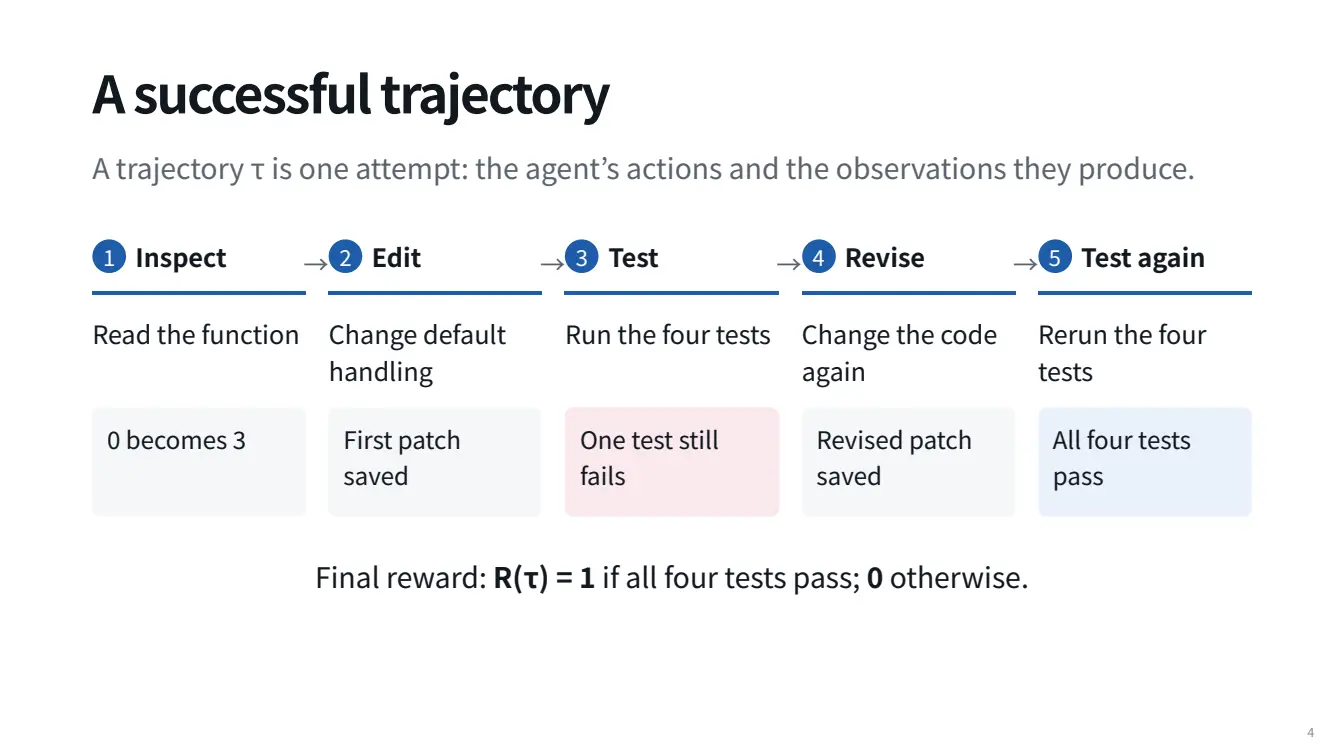 A successful trajectory
A trajectory τ is one attempt: the agent’s actions and the observations they produce.
1 Inspect → 2 Edit → 3 Test → 4 Revise → 5 Test again
Read the function
Change default
handling
Run the four tests
Change the code
again
Rerun the four
tests
0 becomes 3
First patch
saved
One test still
fails
Revised patch
saved
All four tests
pass
Final reward: R(τ) = 1 if all four tests pass; 0 otherwise.
4